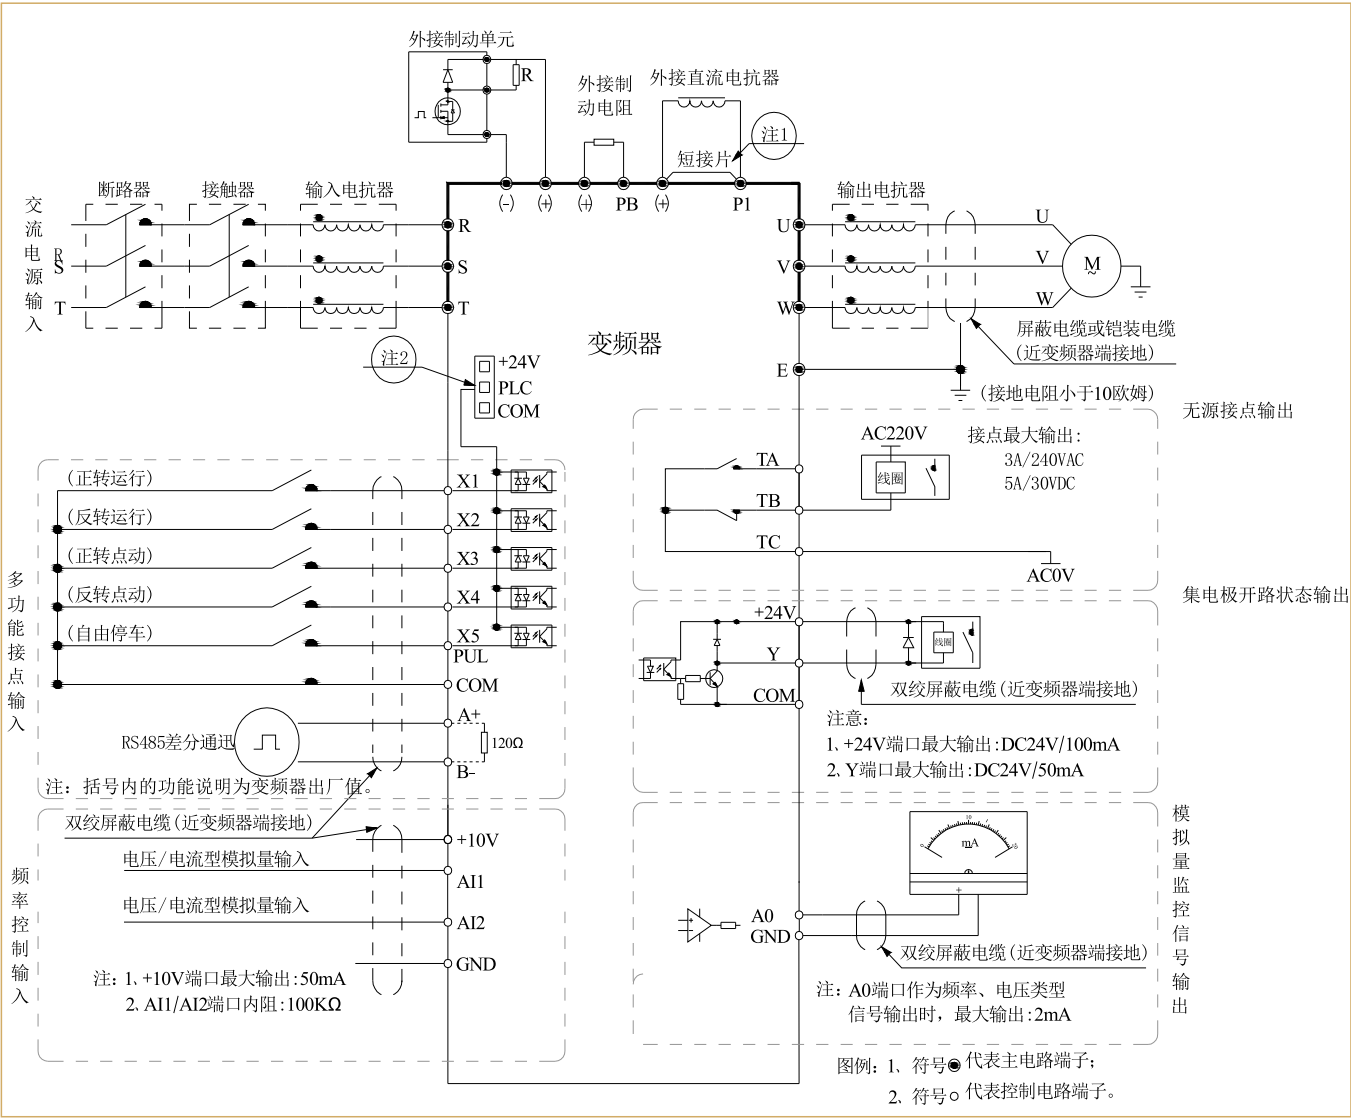 外接制动单元
R
外接制
动电阻
外接直流电抗器
注1
短接片
断路器
接触器
输入电抗器
(-)
(+)
(+)
PB
(+)
P1
输出电抗器
交流电源输入
R
S
T
R
S
T
U
V
W
U
V
W
M
~
变频器
屏蔽电缆或铠装电缆
(近变频器端接地)
E
(接地电阻小于10欧姆)
注2
+24V
PLC
COM
无源接点输出
TA
TB
TC
AC220V
线圈
接点最大输出:
3A/240VAC
5A/30VDC
AC0V
多功能接点输入
(正转运行)
X1
(反转运行)
X2
(正转点动)
X3
(反转点动)
X4
(自由停车)
X5
PUL
COM
RS485差分通迅
A+
120Ω
B-
注：括号内的功能说明为变频器出厂值。
集电极开路状态输出
+24V
Y
COM
线圈
双绞屏蔽电缆(近变频器端接地)
注意:
1、+24V端口最大输出:DC24V/100mA
2、Y端口最大输出:DC24V/50mA
频率控制输入
双绞屏蔽电缆(近变频器端接地)
+10V
电压/电流型模拟量输入
AI1
电压/电流型模拟量输入
AI2
GND
注: 1、+10V端口最大输出:50mA
2、AI1/AI2端口内阻:100KΩ
模拟量监控信号输出
10
mA
+
A0
GND
双绞屏蔽电缆(近变频器端接地)
注: A0端口作为频率、电压类型
信号输出时，最大输出:2mA
图例: 1、符号 代表主电路端子;
2、符号 代表控制电路端子。